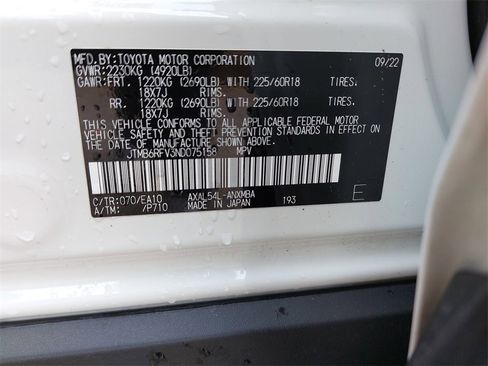 MFD. BY: TOYOTA MOTOR CORPORATION 09/22
GVWR: 2230KG (4920LB)
GAWR: FRT. 1220KG (2690LB) WITH 225/60R18 TIRES,
18X7J
RR. 1220KG (2690LB) WITH 225/60R18 TIRES,
18X7J
THIS VEHICLE CONFORMS TO ALL APPLICABLE FEDERAL MOTOR
VEHICLE SAFETY AND THEFT PREVENTION STANDARDS IN EFFECT ON
THE DATE OF MANUFACTURE SHOWN ABOVE.
JTMB6RFV3ND075158 MPV
C/TR: 070/EA10 AXAL54L-ANXMBA
A/TM: /P710 MADE IN JAPAN 193 E